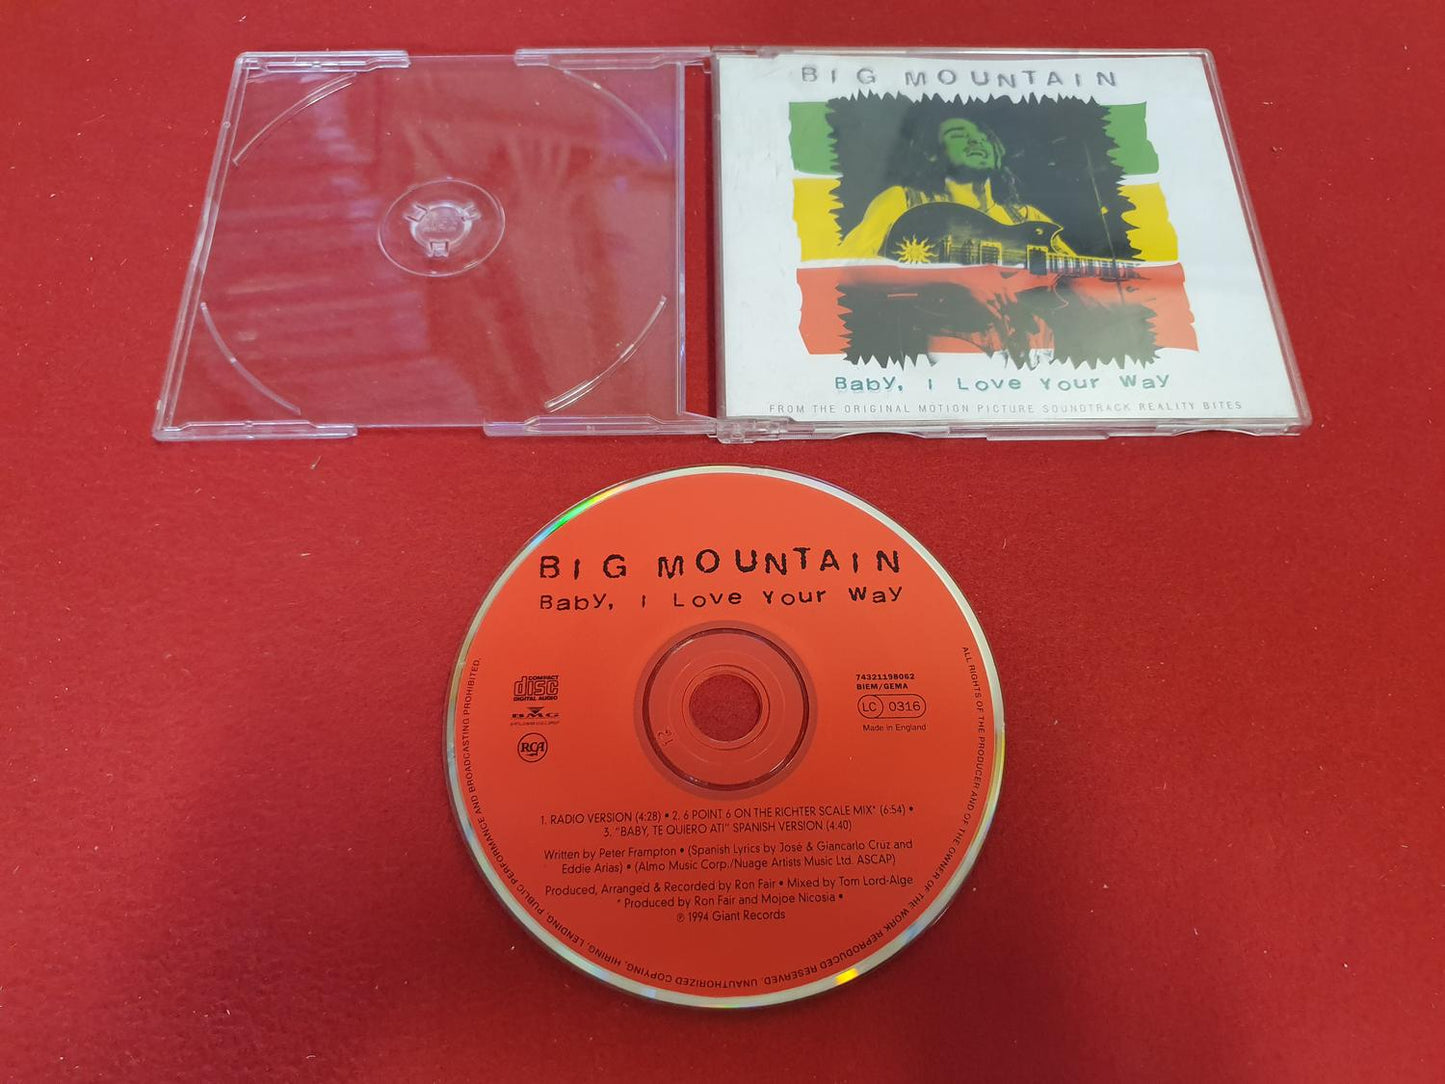 BIG MOUNTAIN
Baby, I Love Your Way
FROM THE ORIGINAL MOTION PICTURE SOUNDTRACK REALITY BITES
BIG MOUNTAIN
Baby, I Love Your Way
COMPACT
disc
DIGITAL AUDIO
BMG
RCA
74321198062
BIEM/GEMA
LC 0316
Made in England
1. RADIO VERSION (4:28) • 2. 6 POINT 6 ON THE RICHTER SCALE MIX* (6:54) •
3. "BABY, TE QUIERO ATI" SPANISH VERSION (4:40)
Written by Peter Frampton • (Spanish Lyrics by José & Giancarlo Cruz and
Eddie Arias) • (Almo Music Corp./Nuage Artists Music Ltd. ASCAP)
Produced, Arranged & Recorded by Ron Fair • Mixed by Tom Lord-Alge
* Produced by Ron Fair and Mojoe Nicosia •
℗ 1994 Giant Records
ALL RIGHTS OF THE PRODUCER AND OF THE OWNER OF THE WORK REPRODUCED RESERVED. UNAUTHORIZED COPYING, HIRING, LENDING, PUBLIC PERFORMANCE AND BROADCASTING PROHIBITED.